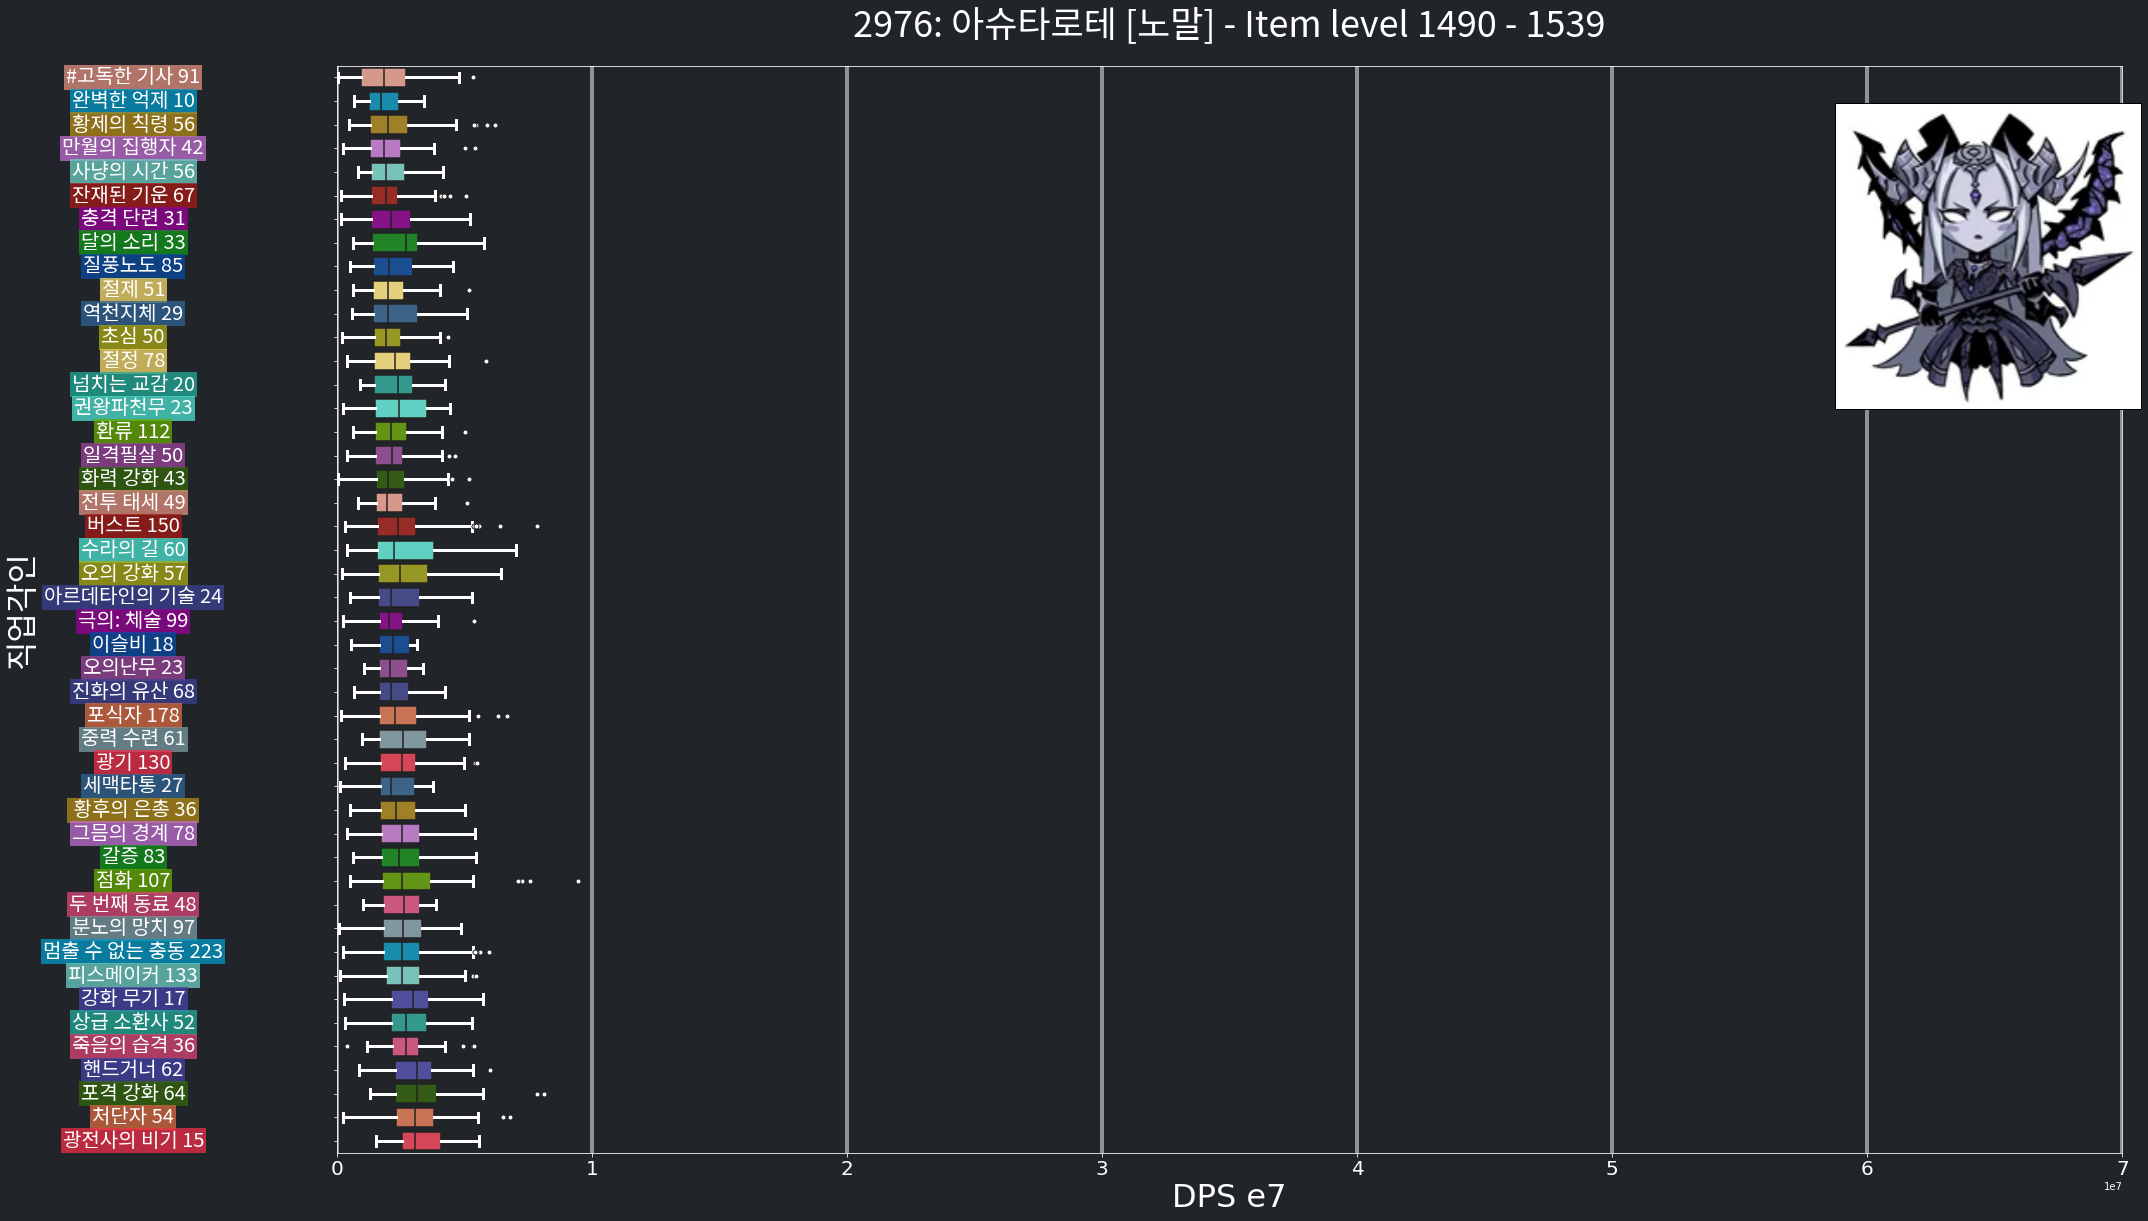 2976: 아슈타로테 [노말] - Item level 1490 - 1539
#고독한 기사 91
완벽한 억제 10
황제의 칙령 56
만월의 집행자 42
사냥의 시간 56
잔재된 기운 67
충격 단련 31
달의 소리 33
질풍노도 85
절제 51
역천지체 29
초심 50
절정 78
넘치는 교감 20
권왕파천무 23
환류 112
일격필살 50
화력 강화 43
전투 태세 49
버스트 150
수라의 길 60
오의 강화 57
아르데타인의 기술 24
극의: 체술 99
이슬비 18
오의난무 23
진화의 유산 68
포식자 178
중력 수련 61
광기 130
세맥타통 27
황후의 은총 36
그믐의 경계 78
갈증 83
점화 107
두 번째 동료 48
분노의 망치 97
멈출 수 없는 충동 223
피스메이커 133
강화 무기 17
상급 소환사 52
죽음의 습격 36
핸드거너 62
포격 강화 64
처단자 54
광전사의 비기 15
직업각인
0 1 2 3 4 5 6 7
1e7
DPS e7